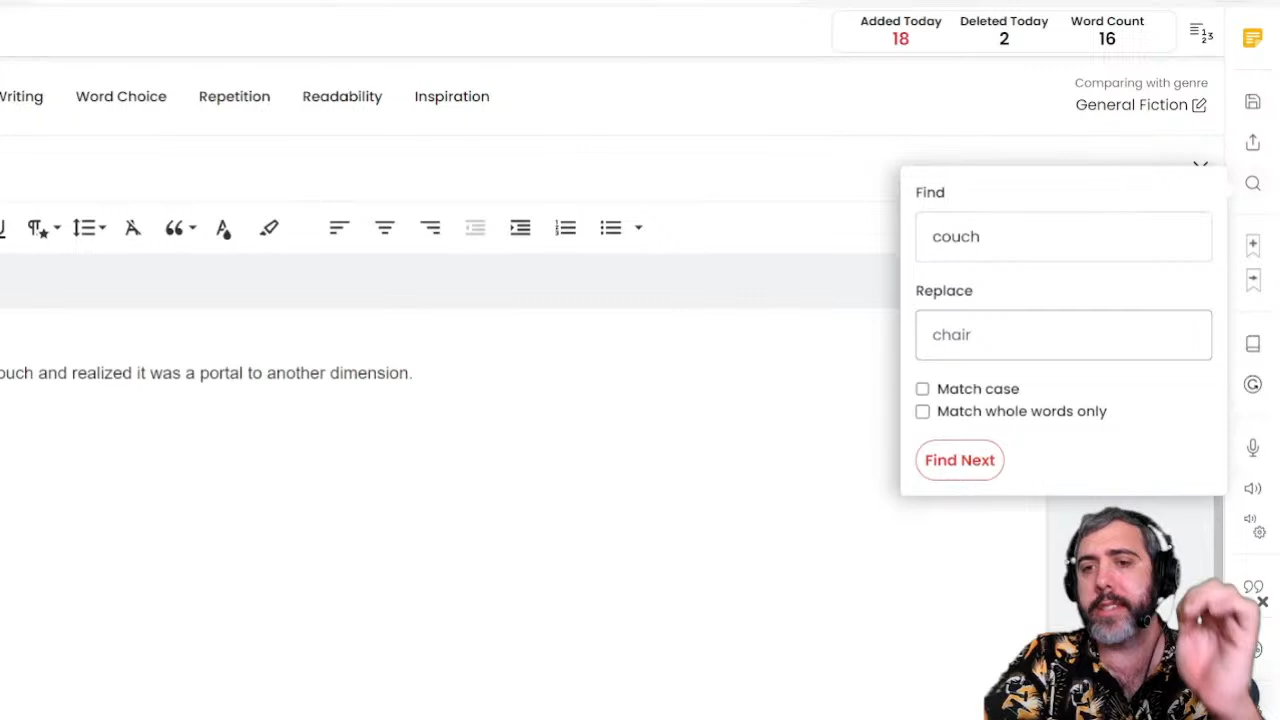 Added Today Deleted Today Word Count
18 2 16
Writing Word Choice Repetition Readability Inspiration
Comparing with genre
General Fiction
Find
couch
Replace
chair
ouch and realized it was a portal to another dimension.
Match case
Match whole words only
Find Next